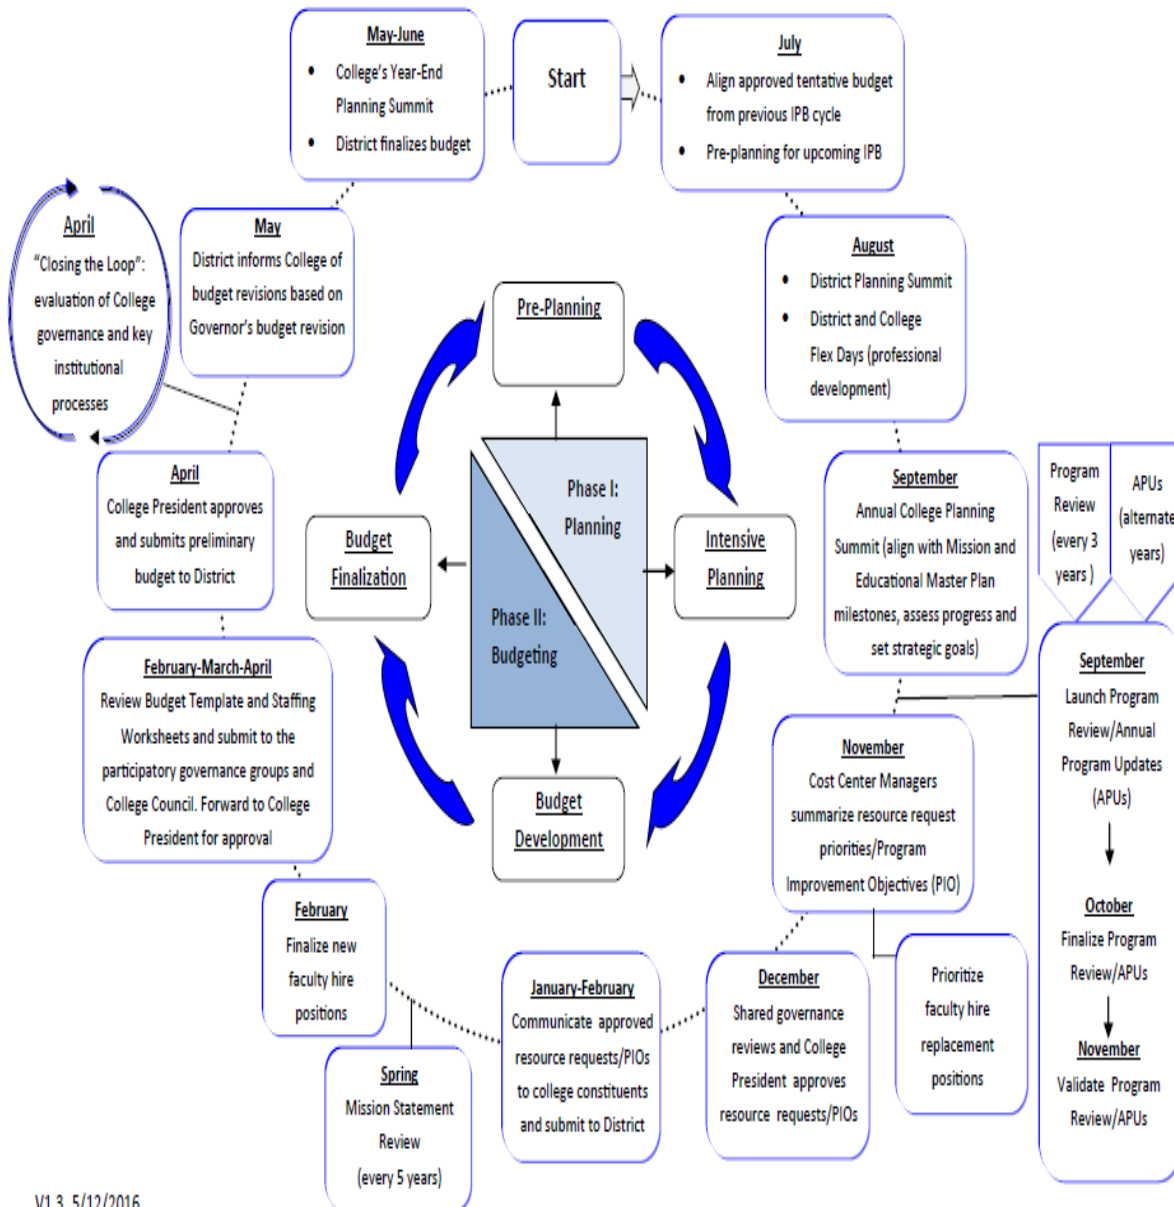 Start
July
Align approved tentative budget
from previous IPB cycle
Pre-planning for upcoming IPB
August
District Planning Summit
District and College
Flex Days (professional
development)
September
Annual College Planning
Summit (align with Mission and
Educational Master Plan
milestones, assess progress and
set strategic goals)
Program
Review
(every 3
years )
APUs
(alternate
years)
September
Launch Program
Review/Annual
Program Updates
(APUs)
October
Finalize Program
Review/APUs
November
Validate Program
Review/APUs
November
Cost Center Managers
summarize resource request
priorities/Program
Improvement Objectives (PIO)
Prioritize
faculty hire
replacement
positions
December
Shared governance
reviews and College
President approves
resource requests/PIOs
January-February
Communicate approved
resource requests/PIOs
to college constituents
and submit to District
February
Finalize new
faculty hire
positions
Spring
Mission Statement
Review
(every 5 years)
February-March-April
Review Budget Template and Staffing
Worksheets and submit to the
participatory governance groups and
College Council. Forward to College
President for approval
April
College President approves
and submits preliminary
budget to District
April
“Closing the Loop”:
evaluation of College
governance and key
institutional
processes
May
District informs College of
budget revisions based on
Governor’s budget revision
May-June
College’s Year-End
Planning Summit
District finalizes budget
Pre-Planning
Phase I:
Planning
Intensive
Planning
Budget
Finalization
Phase II:
Budgeting
Budget
Development
V1.3 5/12/2016